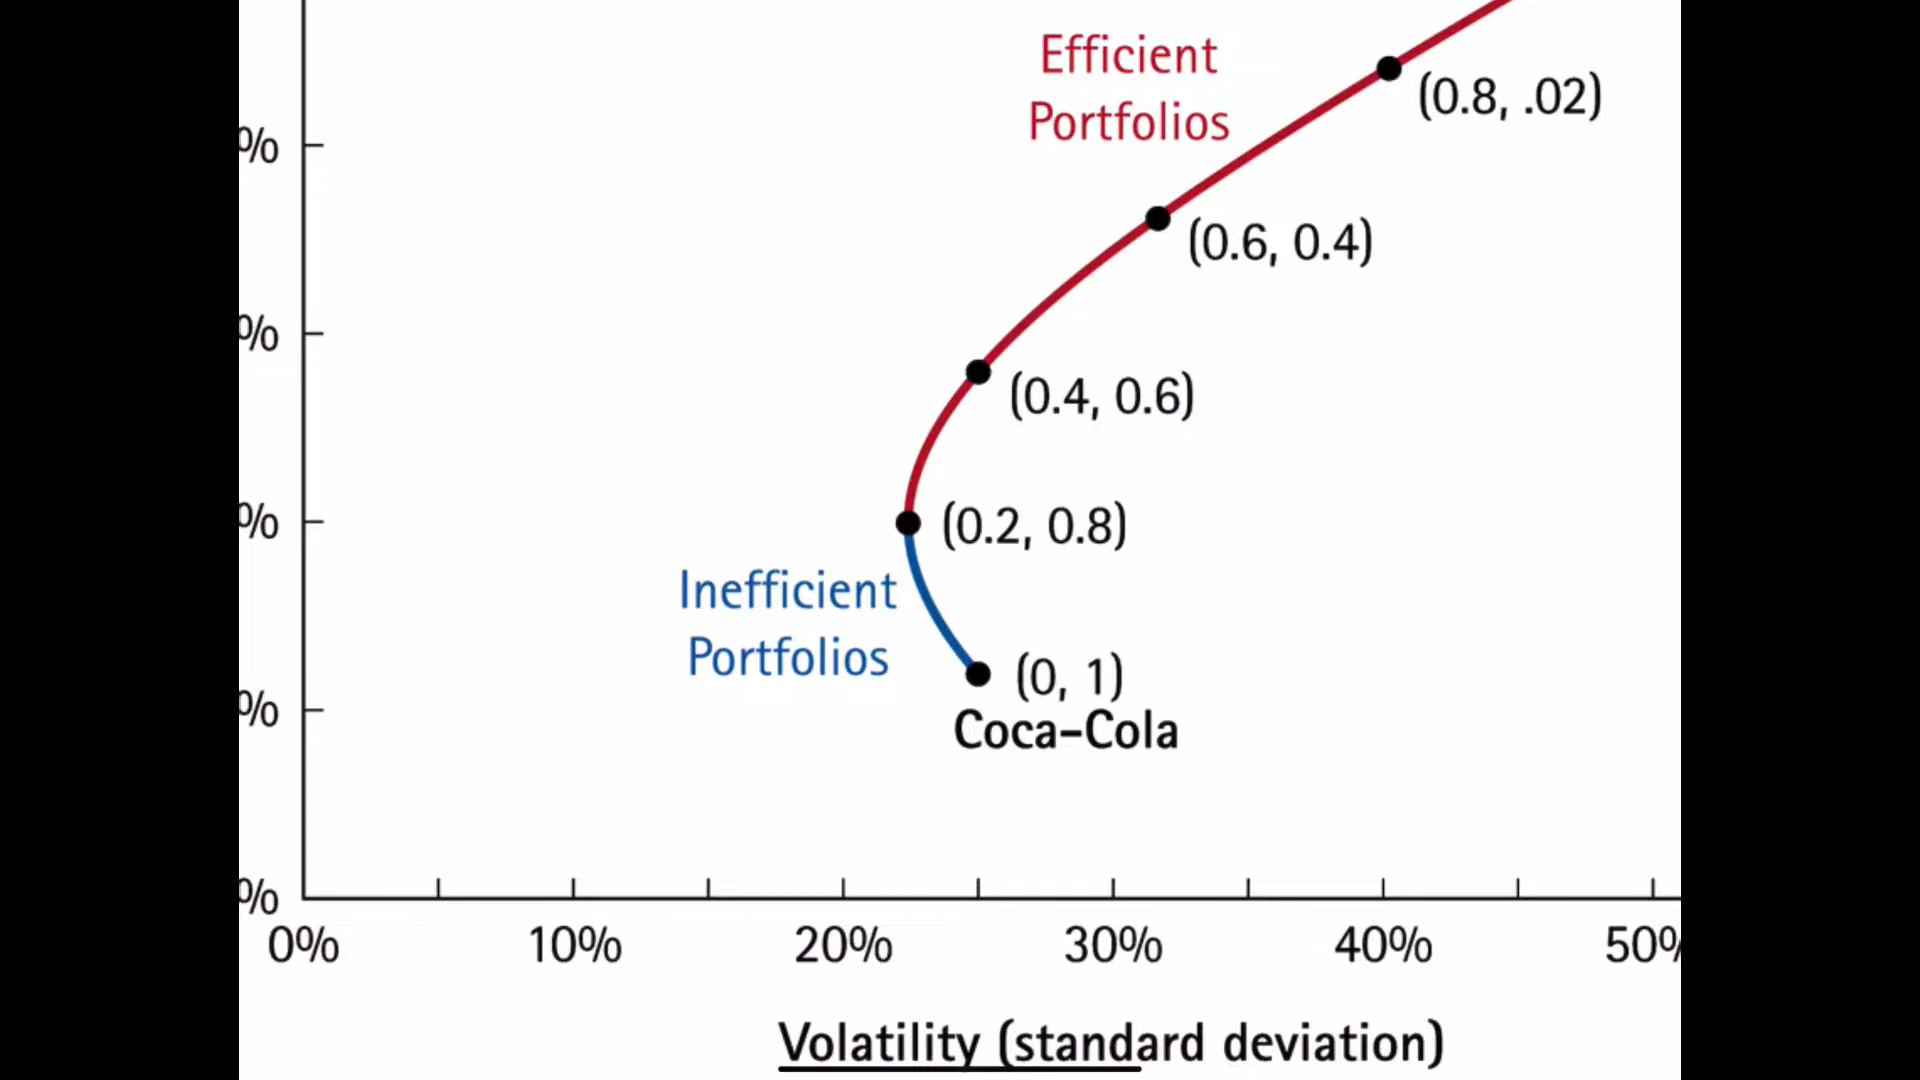 Efficient
Portfolios
(0.8, .02)
%
(0.6, 0.4)
%
(0.4, 0.6)
%
(0.2, 0.8)
Inefficient
Portfolios
(0, 1)
%
Coca-Cola
%
0% 10% 20% 30% 40% 50%
Volatility (standard deviation)